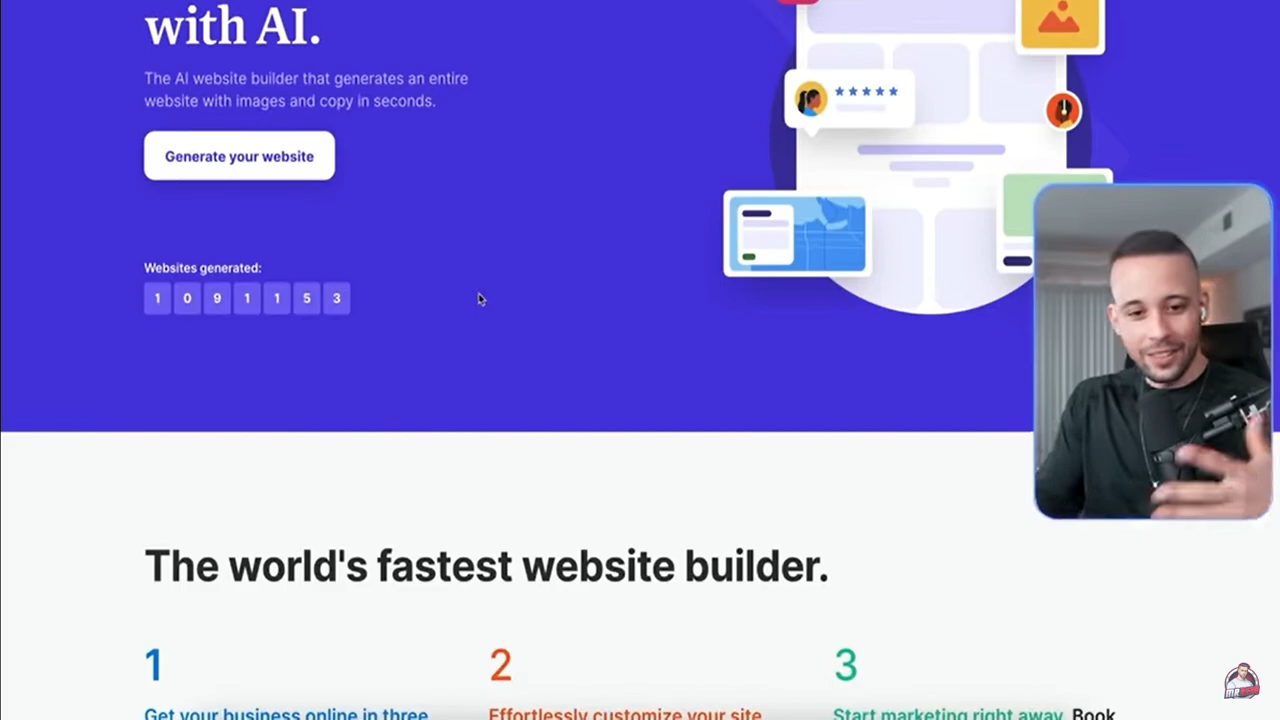 with AI.
The AI website builder that generates an entire
website with images and copy in seconds.
Generate your website
Websites generated:
1 0 9 1 1 5 3
The world's fastest website builder.
1
2
3
Get your business online in three
Effortlessly customize your site
Start marketing right away. Book